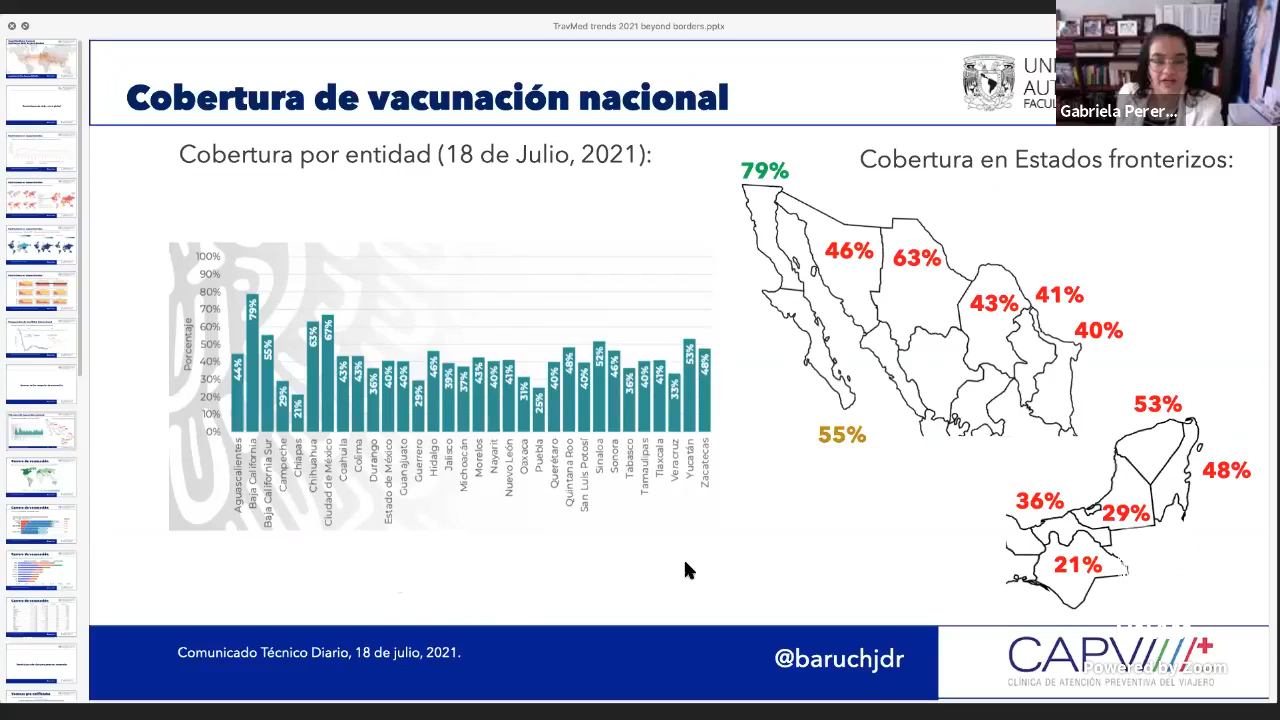 TravMed trends 2021 beyond borders.pptx
Cobertura de vacunación nacional
Gabriela Perer...
Cobertura por entidad (18 de Julio, 2021):
Cobertura en Estados fronterizos:
Porcentaje
100%
90%
80%
70%
60%
50%
40%
30%
20%
10%
0%
44%
79%
55%
29%
21%
63%
67%
43%
43%
36%
40%
40%
29%
46%
39%
37%
43%
40%
41%
31%
25%
40%
48%
40%
52%
46%
36%
40%
41%
33%
53%
48%
Aguascalientes
Baja California
Baja California Sur
Campeche
Chiapas
Chihuahua
Ciudad de México
Coahuila
Colima
Durango
Estado de México
Guanajuato
Guerrero
Hidalgo
Jalisco
Michoacán
Morelos
Nayarit
Nuevo León
Oaxaca
Puebla
Querétaro
Quintana Roo
San Luis Potosí
Sinaloa
Sonora
Tabasco
Tamaulipas
Tlaxcala
Veracruz
Yucatán
Zacatecas
79%
46%
63%
43%
41%
40%
55%
53%
48%
36%
29%
21%
Comunicado Técnico Diario, 18 de julio, 2021.
@baruchjdr
CAPV
CLÍNICA DE ATENCIÓN PREVENTIVA DEL VIAJERO
Powered by Zoom